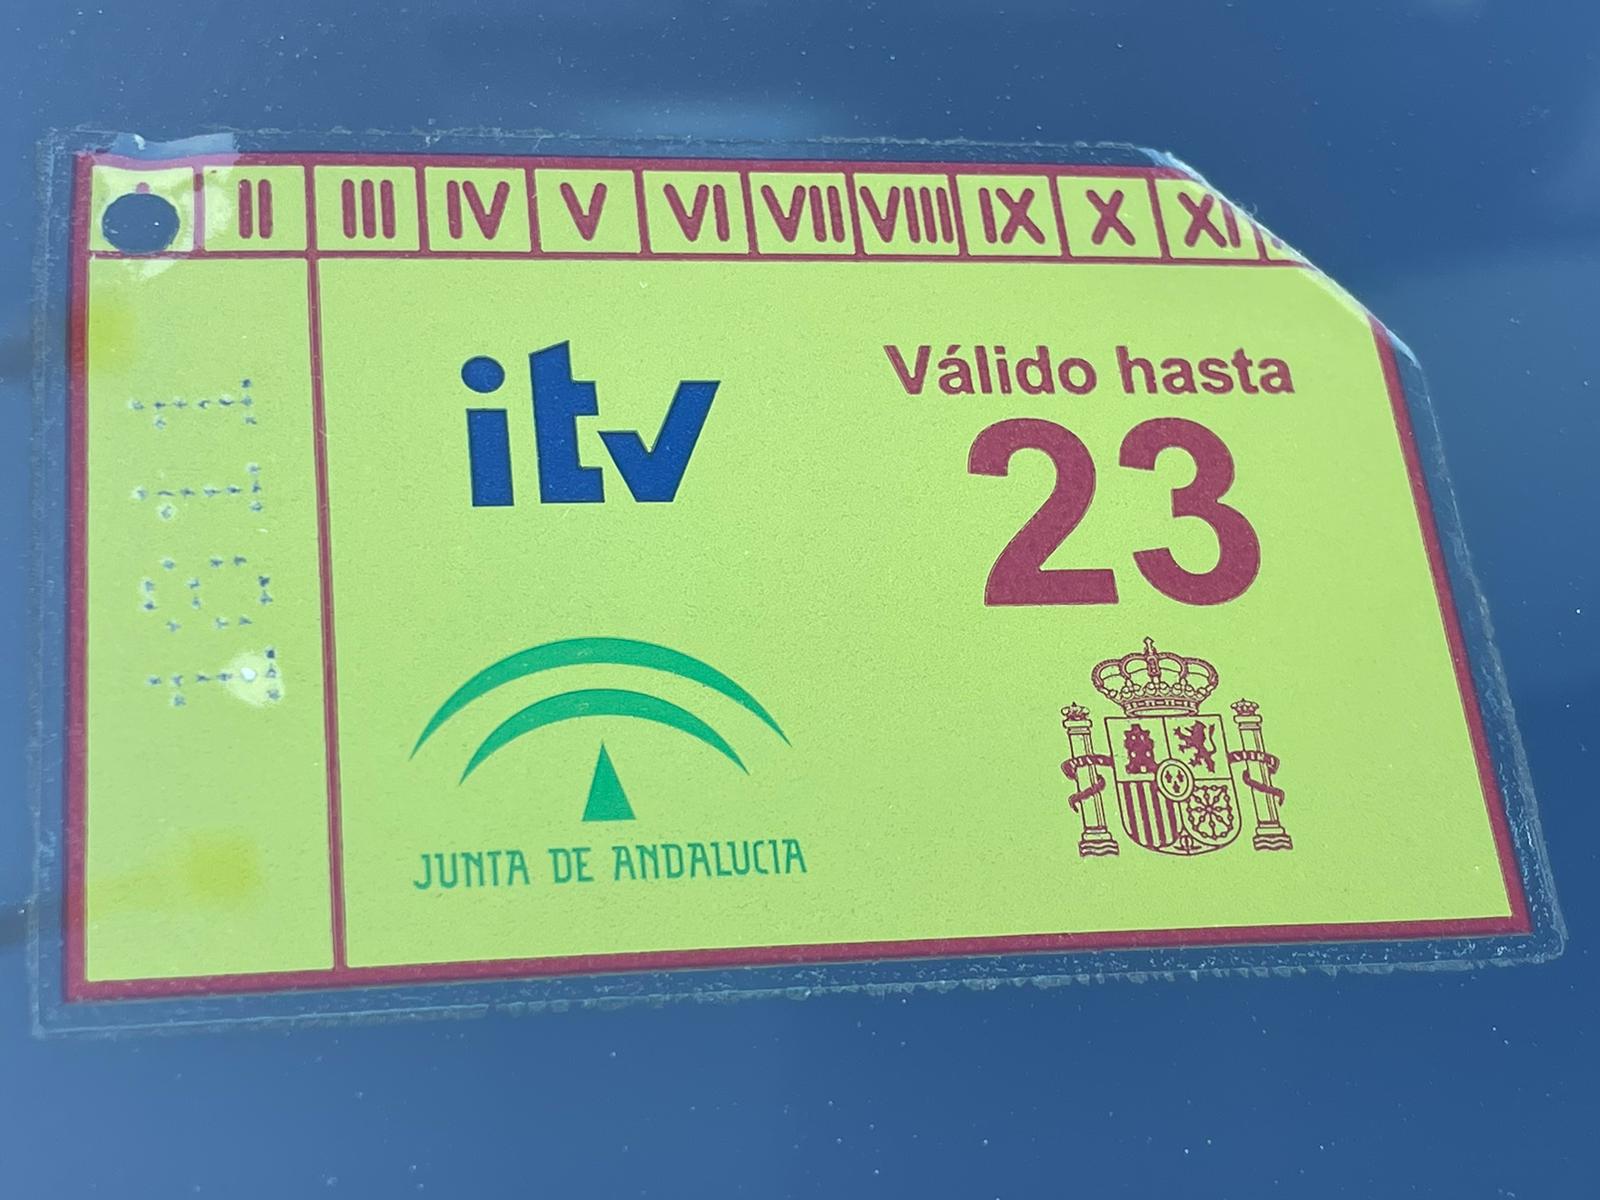 II III IV V VI VII VIII IX X XI
itv
Válido hasta
23
JUNTA DE ANDALUCIA